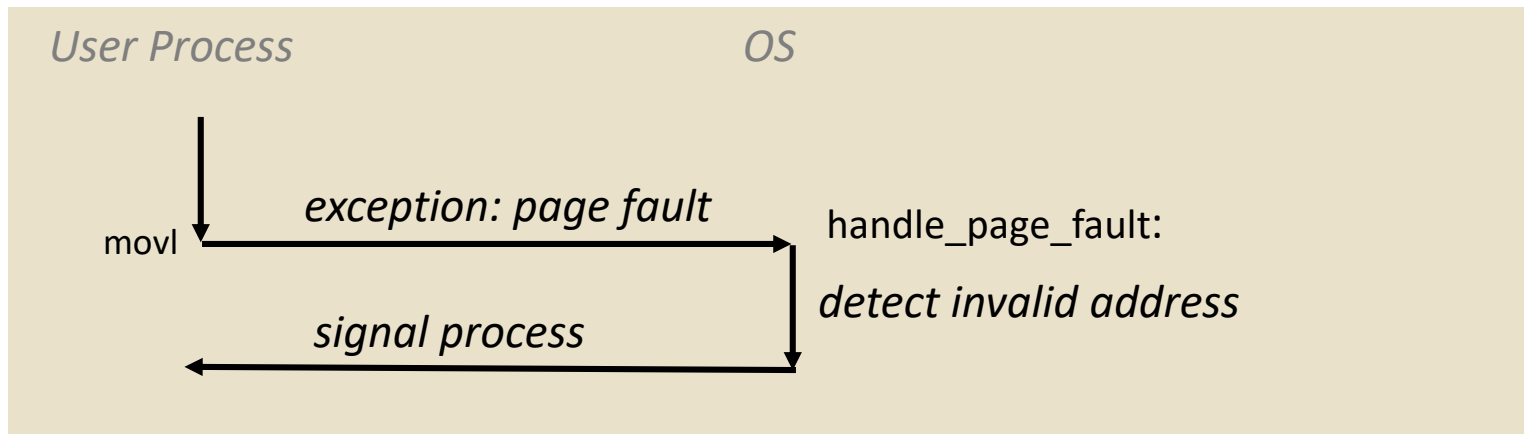 User Process OS
exception: page fault
handle_page_fault:
movl
detect invalid address
signal process